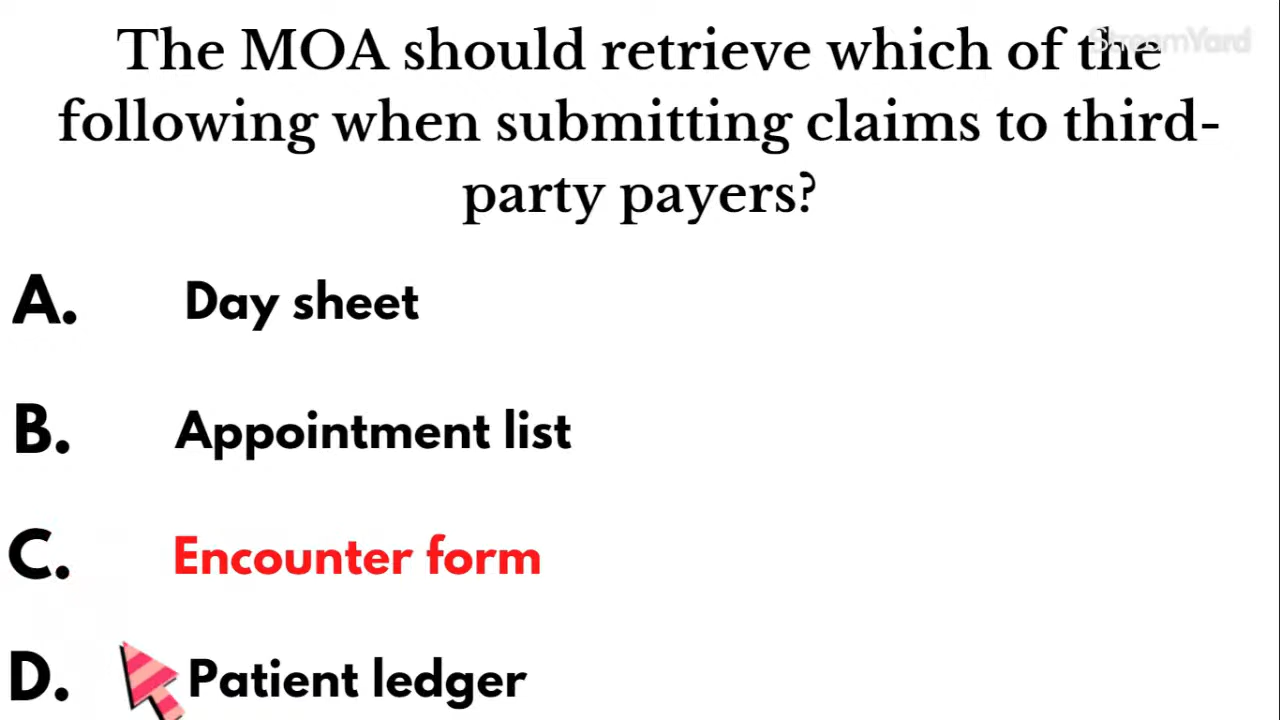 The MOA should retrieve which of the
StreamYard
following when submitting claims to third-
party payers?
A. Day sheet
B. Appointment list
C. Encounter form
D. Patient ledger